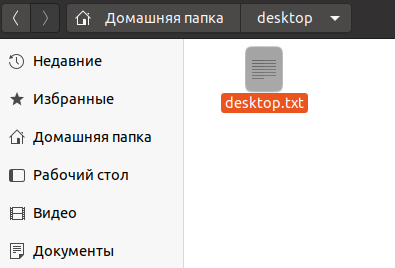 Домашняя папка desktop
Недавние
Избранные
Домашняя папка
Рабочий стол
Видео
Документы
desktop.txt